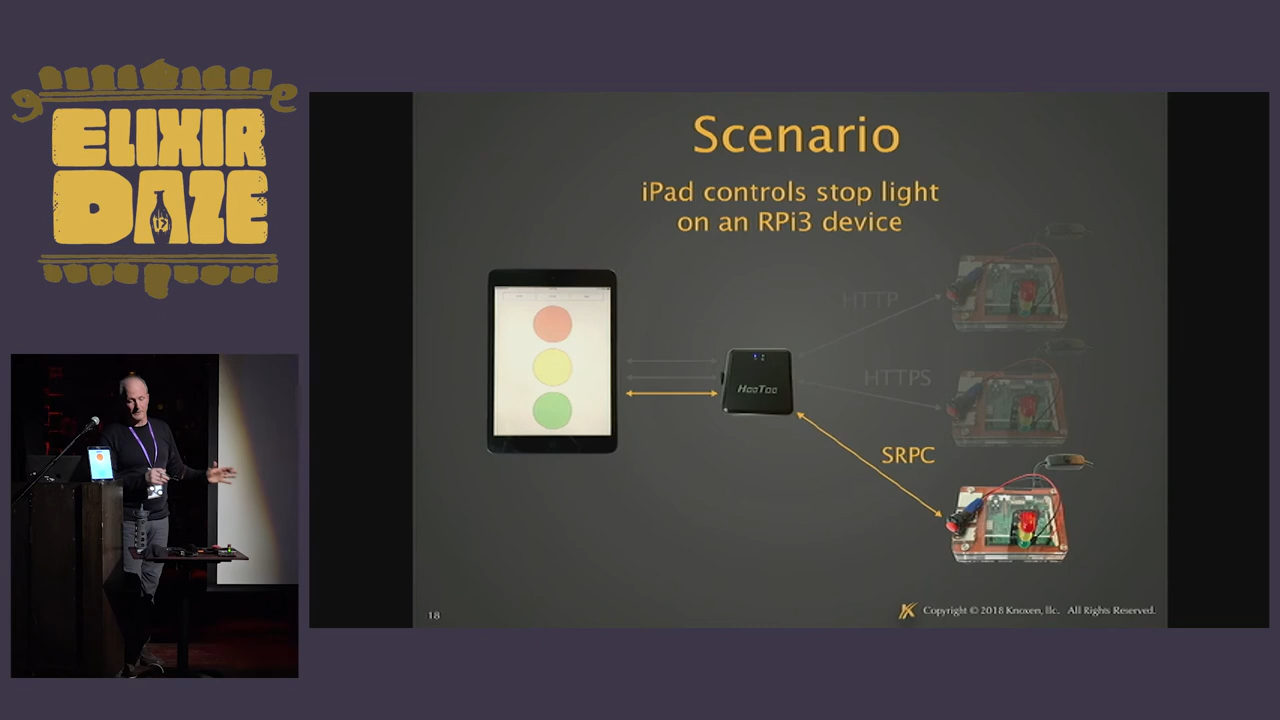 ELIXIR
DAZE
Scenario
iPad controls stop light
on an RPi3 device
HTTP
HTTPS
HooToo
SRPC
18
Copyright © 2018 Knoxen, llc. All Rights Reserved.